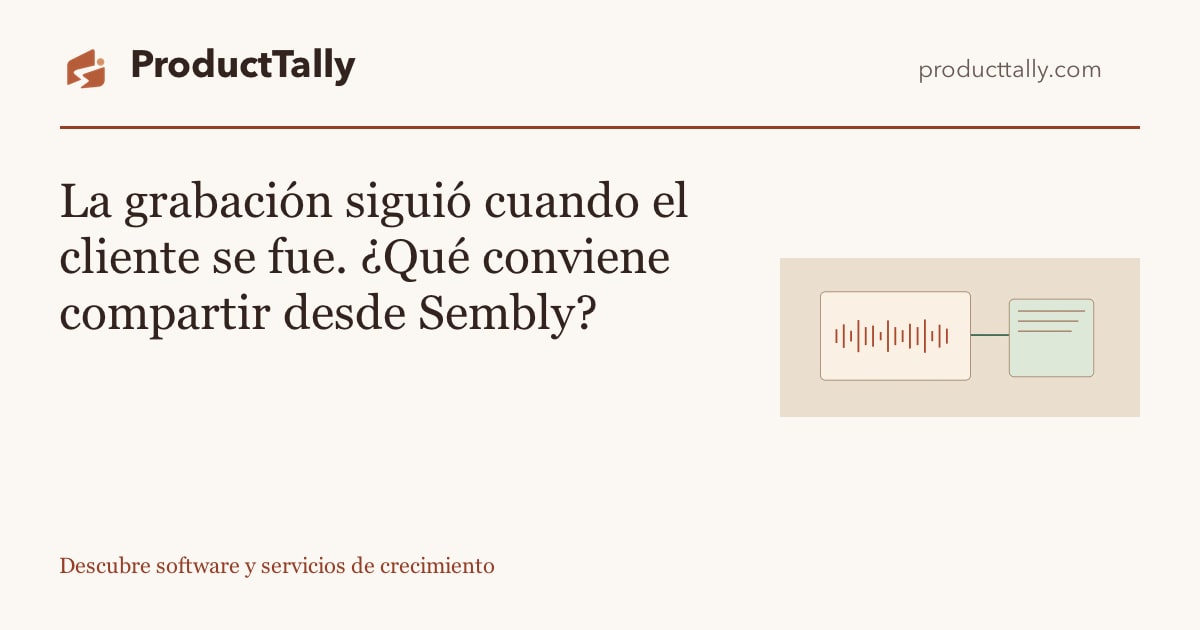 ProductTally
producttally.com
La grabación siguió cuando el
cliente se fue. ¿Qué conviene
compartir desde Sembly?
Descubre software y servicios de crecimiento